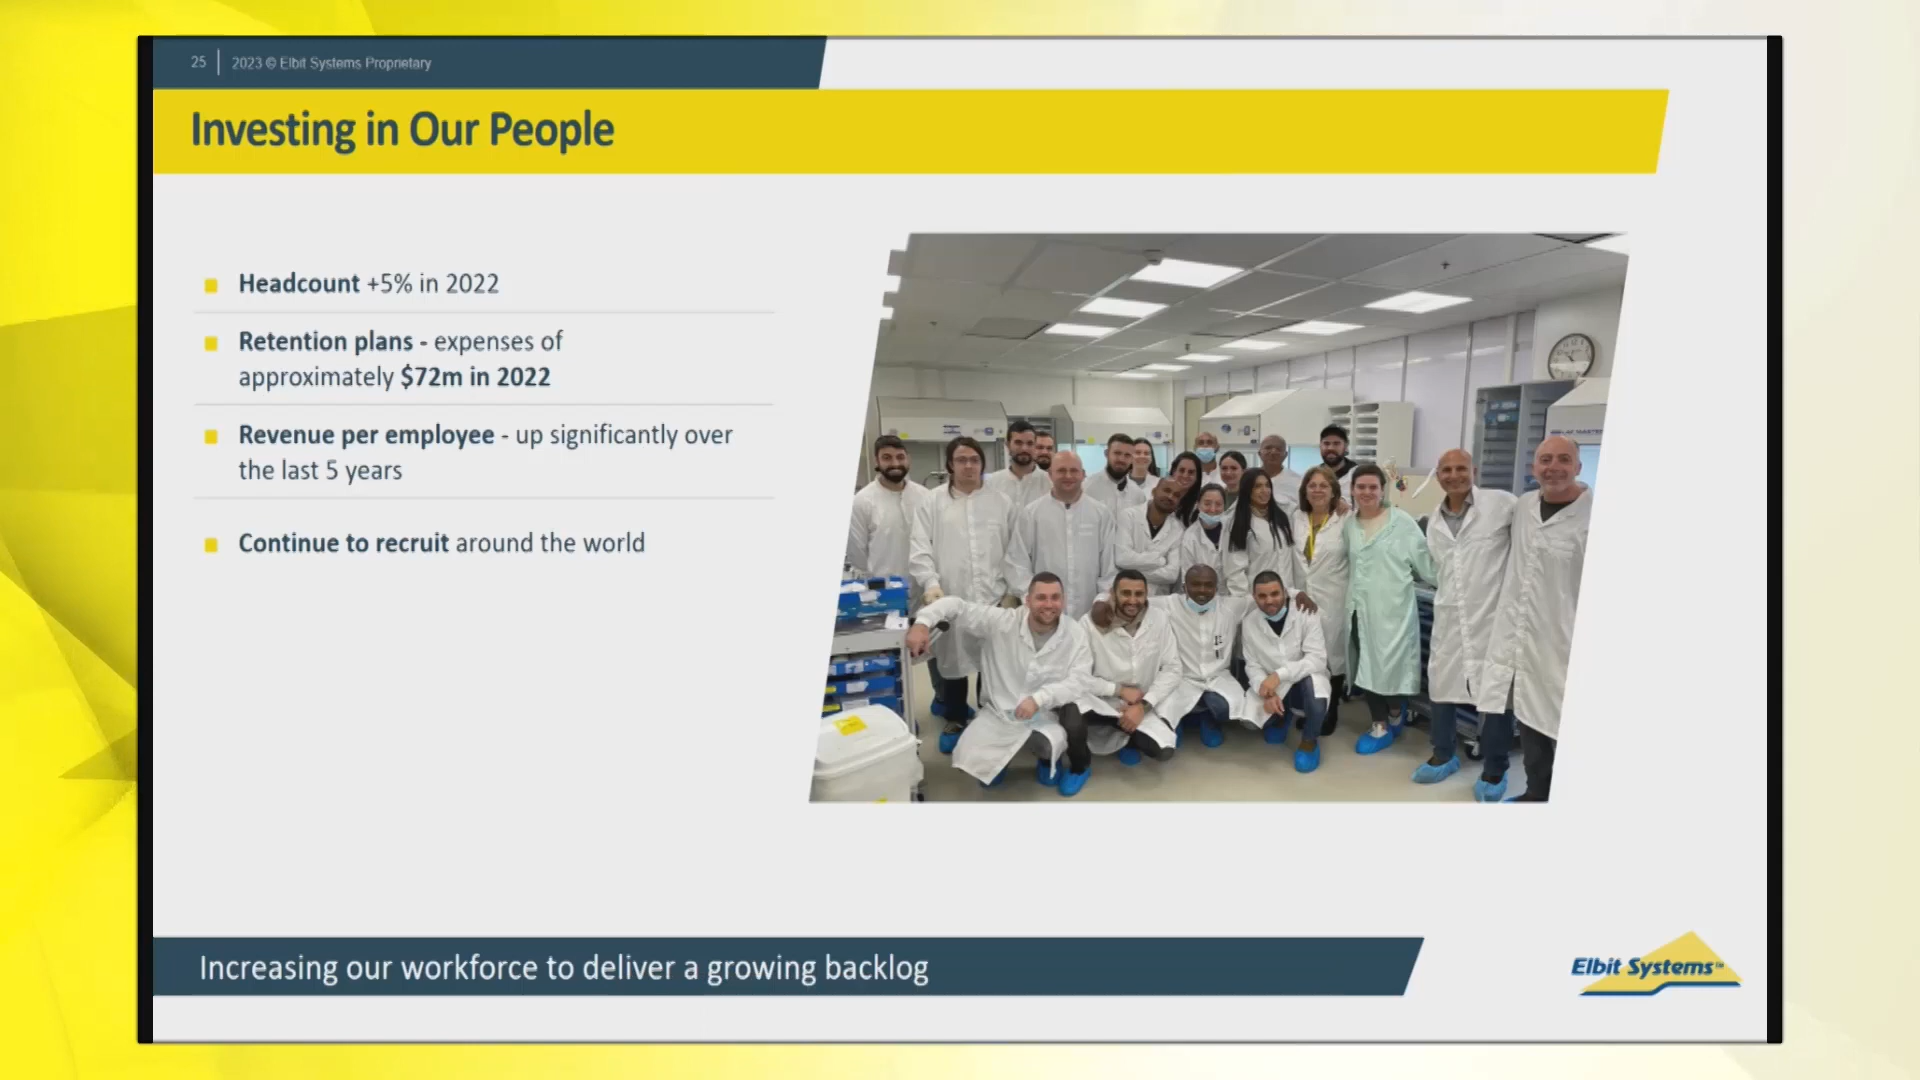 25 2023 © Elbit Systems Proprietary
Investing in Our People
Headcount +5% in 2022
Retention plans - expenses of
approximately $72m in 2022
Revenue per employee - up significantly over
the last 5 years
Continue to recruit around the world
Increasing our workforce to deliver a growing backlog
Elbit Systems™